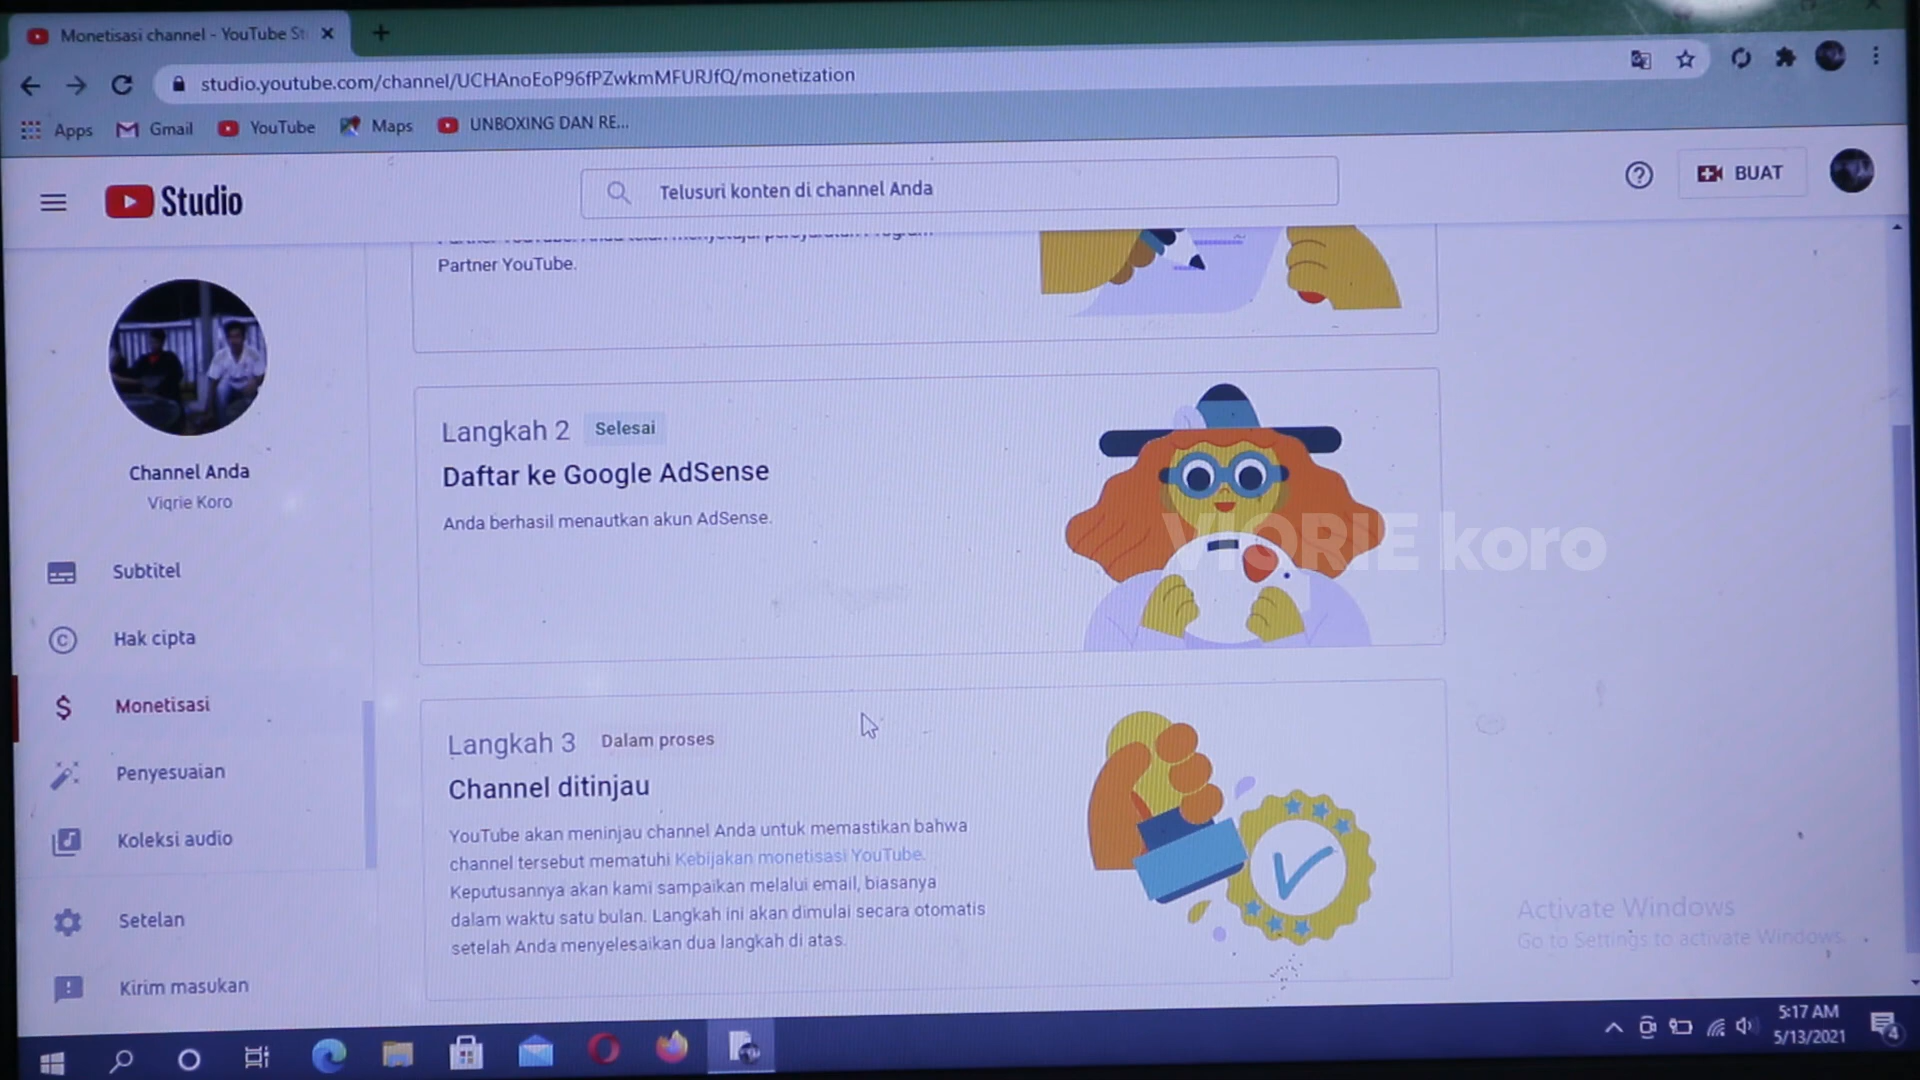 Monetisasi channel - YouTube St
studio.youtube.com/channel/UCHAnoEoP96fPZwkmMFURJfQ/monetization
Apps
Gmail
YouTube
Maps
UNBOXING DAN RE...
Studio
Telusuri konten di channel Anda
BUAT
Partner YouTube.
Channel Anda
Viqrie Koro
Subtitel
Hak cipta
Monetisasi
Penyesuaian
Koleksi audio
Setelan
Kirim masukan
Langkah 2 Selesai
Daftar ke Google AdSense
Anda berhasil menautkan akun AdSense.
VIQRIE koro
Langkah 3 Dalam proses
Channel ditinjau
YouTube akan meninjau channel Anda untuk memastikan bahwa
channel tersebut mematuhi Kebijakan monetisasi YouTube.
Keputusannya akan kami sampaikan melalui email, biasanya
dalam waktu satu bulan. Langkah ini akan dimulai secara otomatis
setelah Anda menyelesaikan dua langkah di atas.
Activate Windows
Go to Settings to activate Windows.
5:17 AM
5/13/2021
4